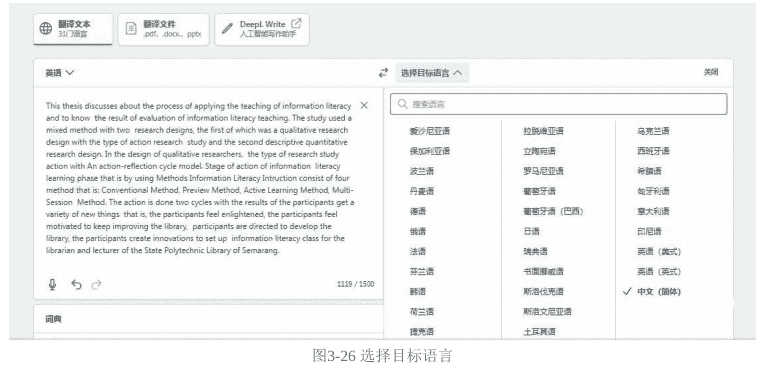 翻译文本
31门语言
翻译文件
.pdf, .docx, .pptx
DeepL Write
人工智能写作助手
英语
选择目标语言
关闭
This thesis discusses about the process of applying the teaching of information literacy
and to know the result of evaluation of information literacy teaching. The study used a
mixed method with two research designs, the first of which was a qualitative research
design with the type of action research study and the second descriptive quantitative
research design. In the design of qualitative researchers, the type of research study
action with An action-reflection cycle model. Stage of action of information literacy
learning phase that is by using Methods Information Literacy Intruction consist of four
method that is: Conventional Method, Preview Method, Active Learning Method, Multi-
Session Method. The action is done two cycles with the results of the participants get a
variety of new things that is, the participants feel enlightened, the participants feel
motivated to keep improving the library, participants are directed to develop the
library, the participants create innovations to set up information literacy class for the
librarian and lecturer of the State Polytechnic Library of Semarang.
1119 / 1500
词典
搜索语言
爱沙尼亚语
保加利亚语
波兰语
丹麦语
德语
俄语
法语
芬兰语
韩语
荷兰语
捷克语
拉脱维亚语
立陶宛语
罗马尼亚语
葡萄牙语
葡萄牙语（巴西）
日语
瑞典语
书面挪威语
斯洛伐克语
斯洛文尼亚语
土耳其语
乌克兰语
西班牙语
希腊语
匈牙利语
意大利语
印尼语
英语（美式）
英语（英式）
中文（简体）
图3-26 选择目标语言